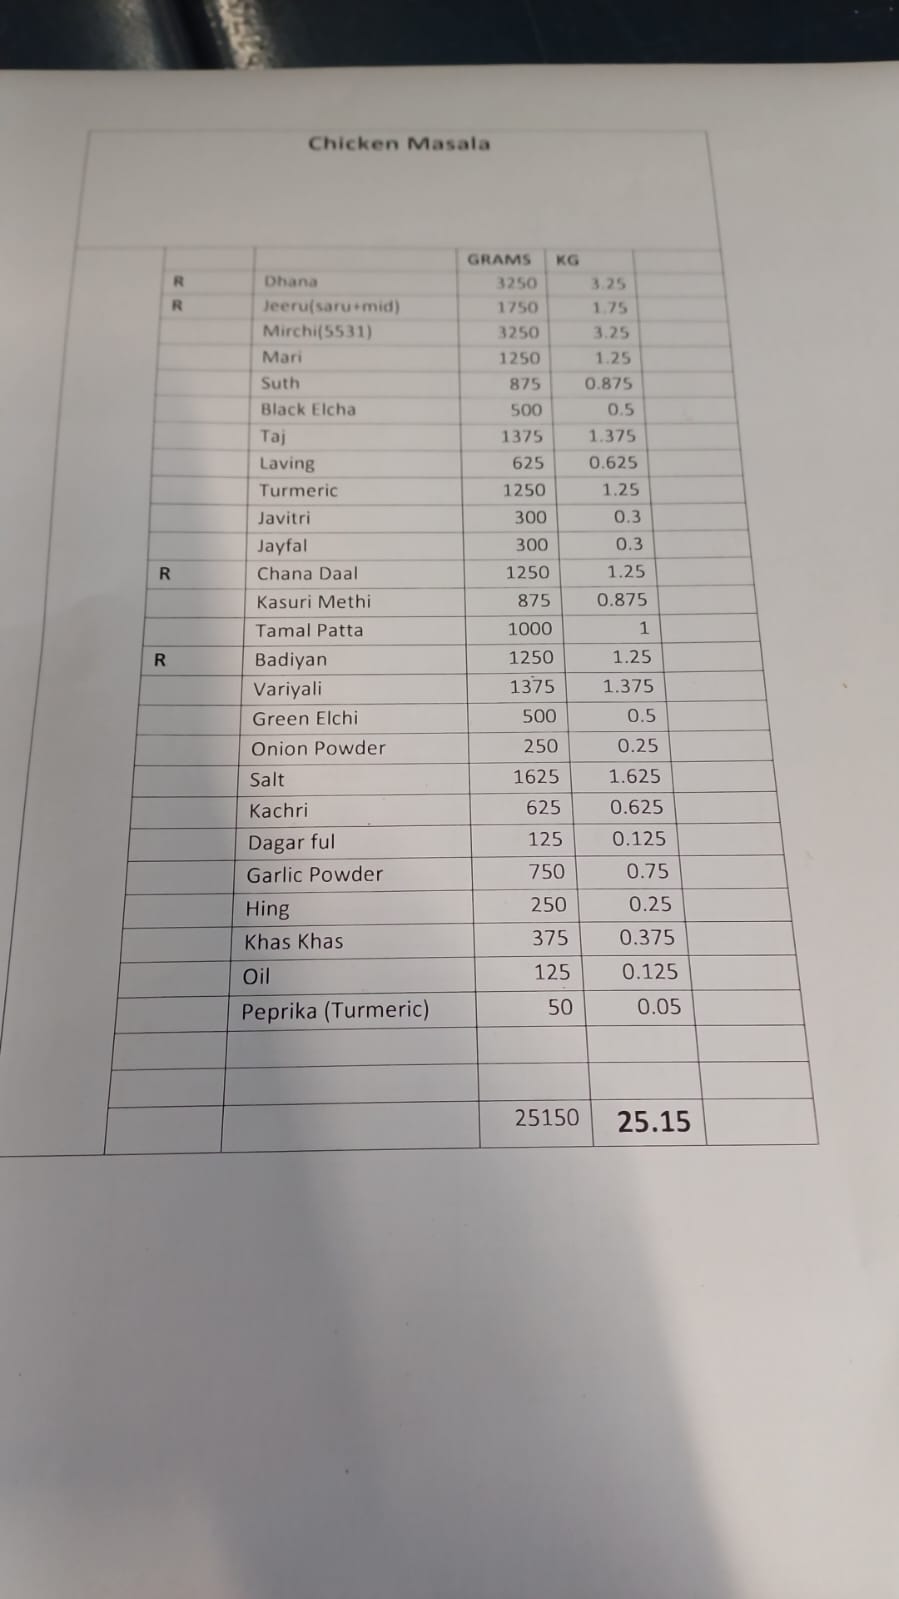 Chicken Masala
GRAMS KG
R Dhana 3250 3.25
R Jeeru(saru+mid) 1750 1.75
Mirchi(5531) 3250 3.25
Mari 1250 1.25
Suth 875 0.875
Black Elcha 500 0.5
Taj 1375 1.375
Laving 625 0.625
Turmeric 1250 1.25
Javitri 300 0.3
Jayfal 300 0.3
R Chana Daal 1250 1.25
Kasuri Methi 875 0.875
Tamal Patta 1000 1
R Badiyan 1250 1.25
Variyali 1375 1.375
Green Elchi 500 0.5
Onion Powder 250 0.25
Salt 1625 1.625
Kachri 625 0.625
Dagar ful 125 0.125
Garlic Powder 750 0.75
Hing 250 0.25
Khas Khas 375 0.375
Oil 125 0.125
Peprika (Turmeric) 50 0.05
25150 25.15